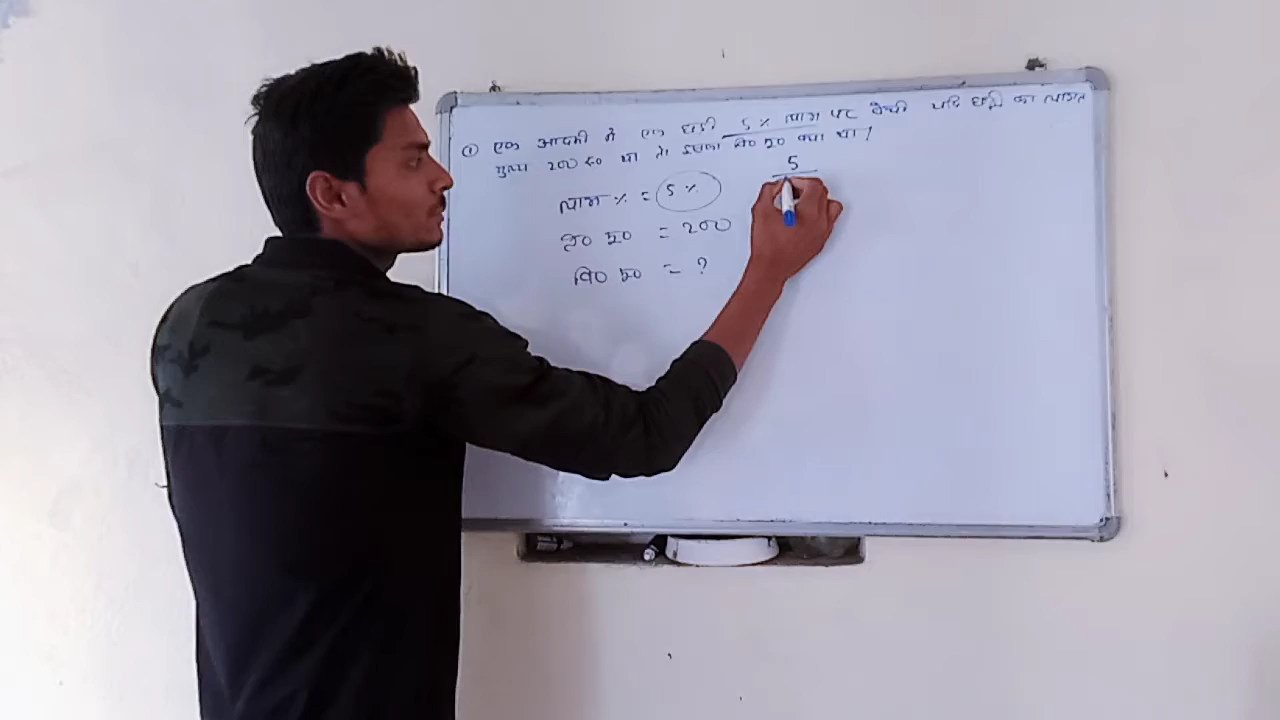 ① एक आदमी ने एक घड़ी 5% लाभ पर बेची यदि घड़ी का लागत
मुल्य 200 रु० था तो उसका वि० मू० क्या था ?
5
लाभ % = 5 %
क्र० मू० = 200
वि० मू० = ?